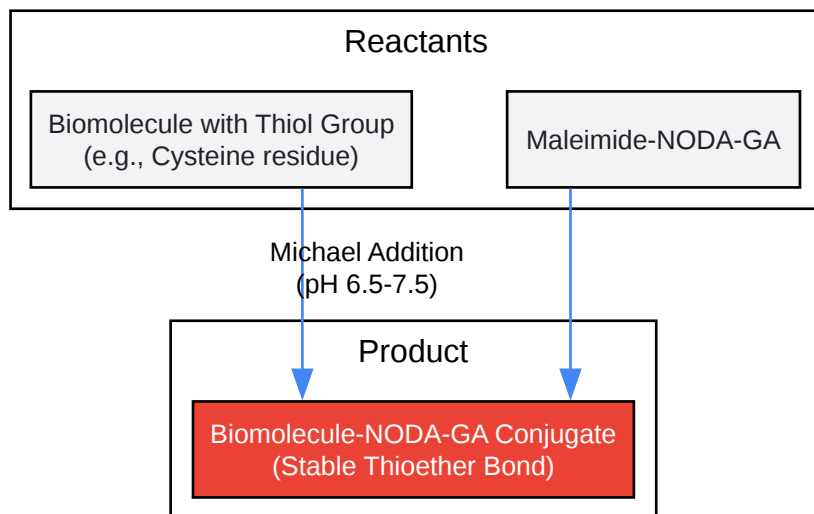 Reactants
Biomolecule with Thiol Group
(e.g., Cysteine residue)
Maleimide-NODA-GA
Michael Addition
(pH 6.5-7.5)
Product
Biomolecule-NODA-GA Conjugate
(Stable Thioether Bond)